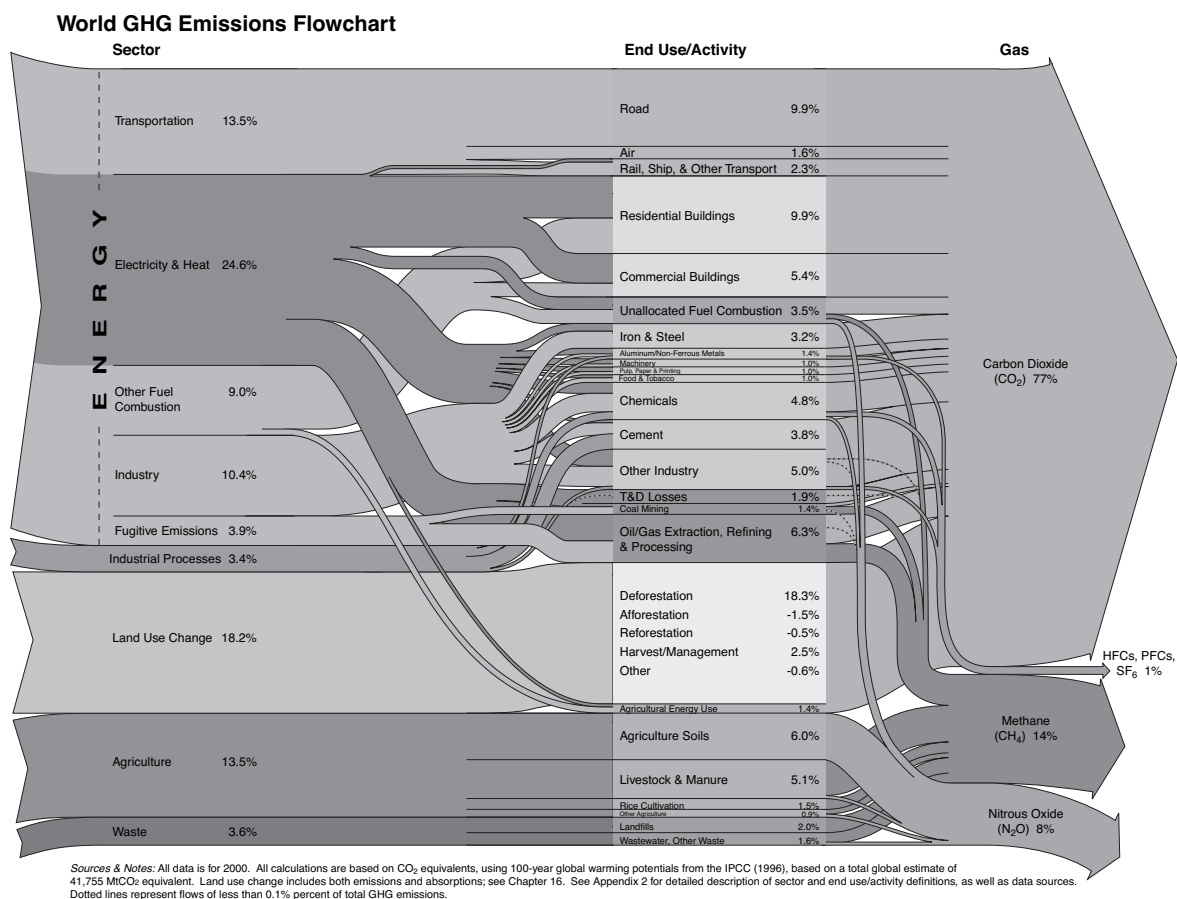 World GHG Emissions Flowchart
Sector
End Use/Activity
Gas
ENERGY
Transportation 13.5%
Electricity & Heat 24.6%
Other Fuel
Combustion
9.0%
Industry 10.4%
Fugitive Emissions 3.9%
Industrial Processes 3.4%
Land Use Change 18.2%
Agriculture 13.5%
Waste 3.6%
Road 9.9%
Air 1.6%
Rail, Ship, & Other Transport 2.3%
Residential Buildings 9.9%
Commercial Buildings 5.4%
Unallocated Fuel Combustion 3.5%
Iron & Steel 3.2%
Aluminum/Non-Ferrous Metals 1.4%
Machinery 1.0%
Pulp, Paper & Printing 1.0%
Food & Tobacco 1.0%
Chemicals 4.8%
Cement 3.8%
Other Industry 5.0%
T&D Losses 1.9%
Coal Mining 1.4%
Oil/Gas Extraction, Refining 6.3%
& Processing
Deforestation 18.3%
Afforestation -1.5%
Reforestation -0.5%
Harvest/Management 2.5%
Other -0.6%
Agricultural Energy Use 1.4%
Agriculture Soils 6.0%
Livestock & Manure 5.1%
Rice Cultivation 1.5%
Other Agriculture 0.9%
Landfills 2.0%
Wastewater, Other Waste 1.6%
Carbon Dioxide
(CO₂) 77%
HFCs, PFCs,
SF₆ 1%
Methane
(CH₄) 14%
Nitrous Oxide
(N₂O) 8%
Sources & Notes: All data is for 2000. All calculations are based on CO₂ equivalents, using 100-year global warming potentials from the IPCC (1996), based on a total global estimate of
41,755 MtCO₂ equivalent. Land use change includes both emissions and absorptions; see Chapter 16. See Appendix 2 for detailed description of sector and end use/activity definitions, as well as data sources.
Dotted lines represent flows of less than 0.1% percent of total GHG emissions.